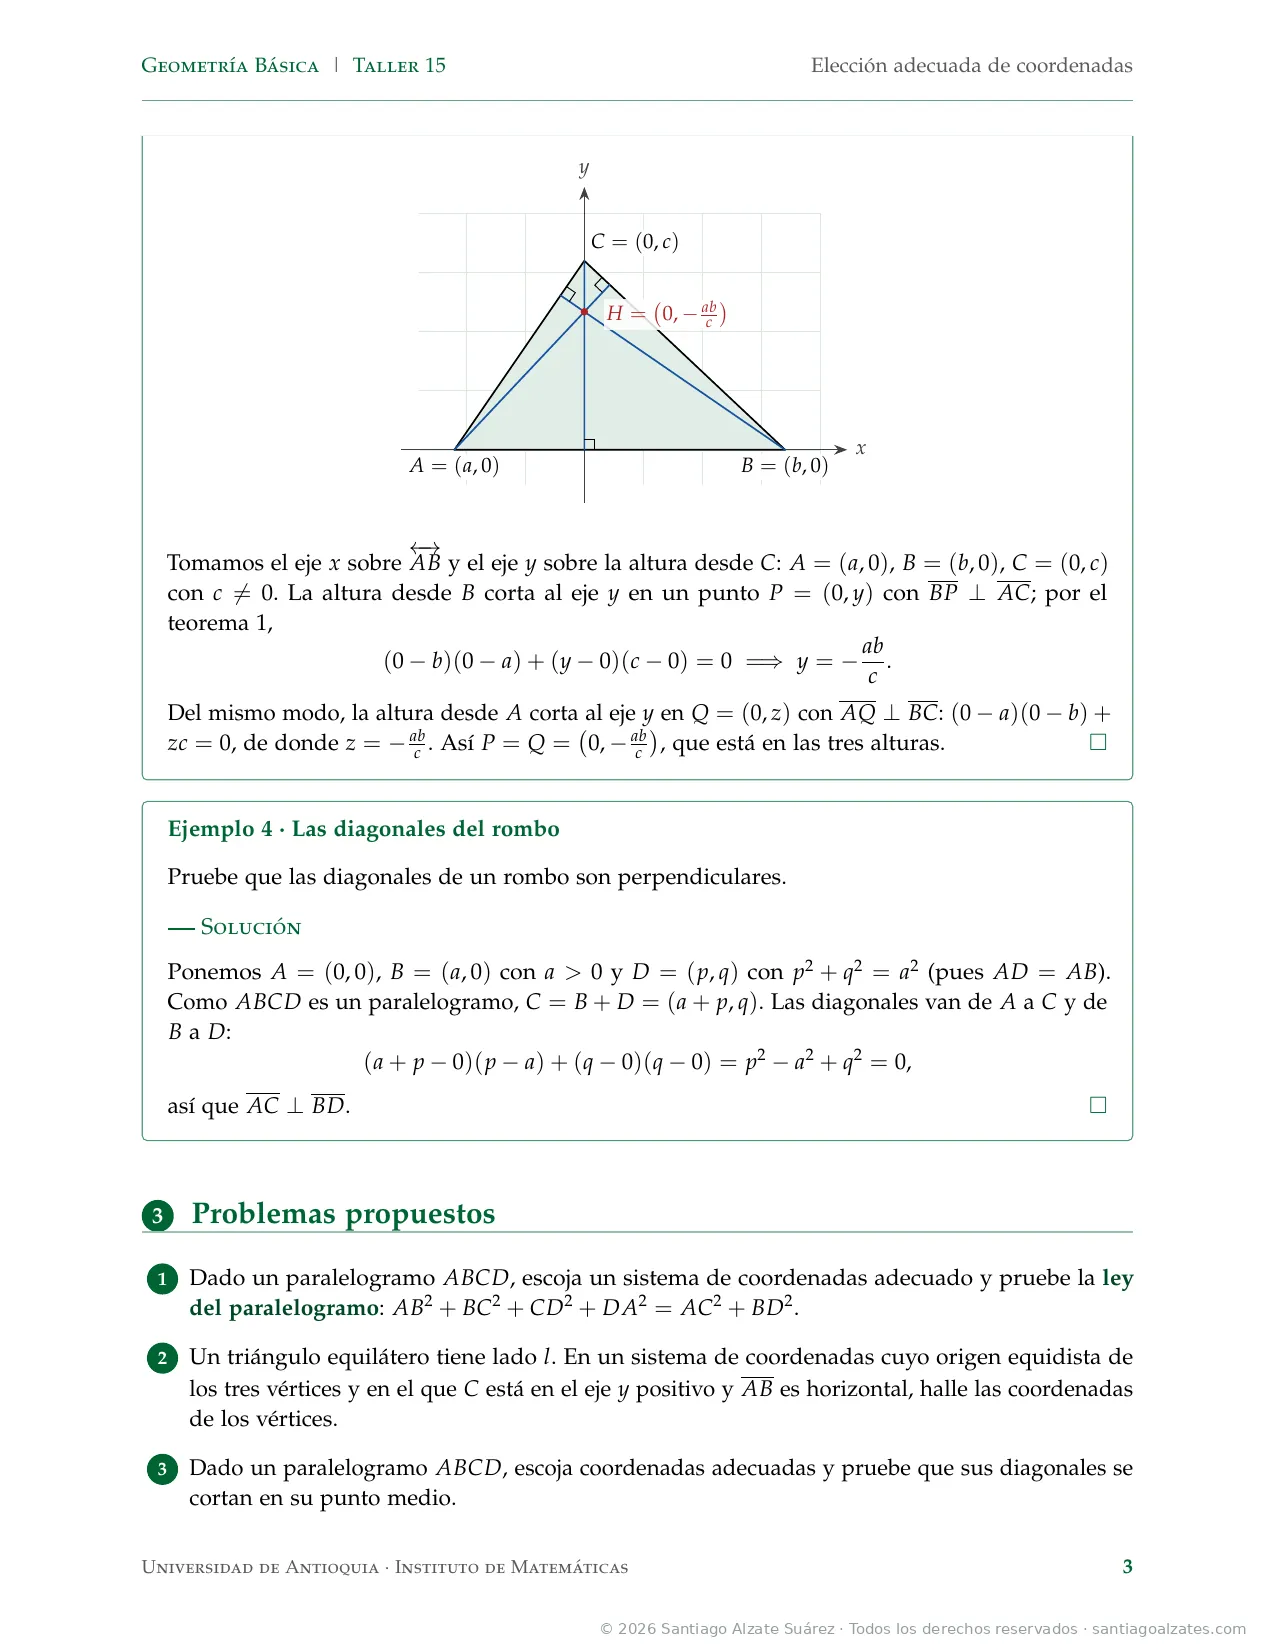 Geometría Básica | Taller 15
Elección adecuada de coordenadas
y
C = (0, c)
H = (0, −ab/c)
x
A = (a, 0)
B = (b, 0)
Tomamos el eje x sobre \overleftrightarrow{AB} y el eje y sobre la altura desde C: A = (a, 0), B = (b, 0), C = (0, c)
con c ≠ 0. La altura desde B corta al eje y en un punto P = (0, y) con \overline{BP} ⊥ \overline{AC}; por el
teorema 1,
(0 − b)(0 − a) + (y − 0)(c − 0) = 0 ⟹ y = −ab/c.
Del mismo modo, la altura desde A corta al eje y en Q = (0, z) con \overline{AQ} ⊥ \overline{BC}: (0 − a)(0 − b) +
zc = 0, de donde z = −ab/c. Así P = Q = (0, −ab/c), que está en las tres alturas. □
Ejemplo 4 · Las diagonales del rombo
Pruebe que las diagonales de un rombo son perpendiculares.
— Solución
Ponemos A = (0, 0), B = (a, 0) con a > 0 y D = (p, q) con p² + q² = a² (pues AD = AB).
Como ABCD es un paralelogramo, C = B + D = (a + p, q). Las diagonales van de A a C y de
B a D:
(a + p − 0)(p − a) + (q − 0)(q − 0) = p² − a² + q² = 0,
así que \overline{AC} ⊥ \overline{BD}. □
3 Problemas propuestos
1 Dado un paralelogramo ABCD, escoja un sistema de coordenadas adecuado y pruebe la ley
del paralelogramo: AB² + BC² + CD² + DA² = AC² + BD².
2 Un triángulo equilátero tiene lado l. En un sistema de coordenadas cuyo origen equidista de
los tres vértices y en el que C está en el eje y positivo y \overline{AB} es horizontal, halle las coordenadas
de los vértices.
3 Dado un paralelogramo ABCD, escoja coordenadas adecuadas y pruebe que sus diagonales se
cortan en su punto medio.
Universidad de Antioquia · Instituto de Matemáticas
3
© 2026 Santiago Alzate Suárez · Todos los derechos reservados · santiagoalzates.com